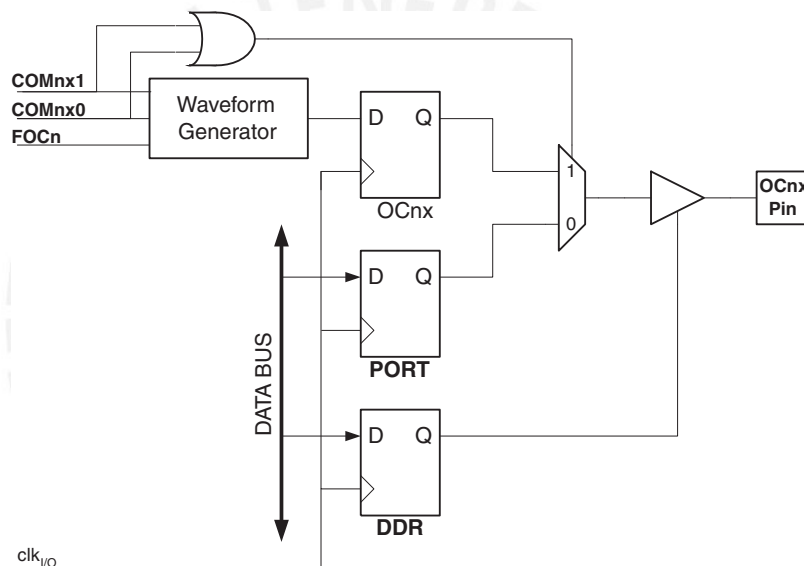 COMnx1
COMnx0
FOCn
Waveform
Generator
D Q
OCnx
1
0
OCnx
Pin
D Q
PORT
D Q
DDR
DATA BUS
clkI/O